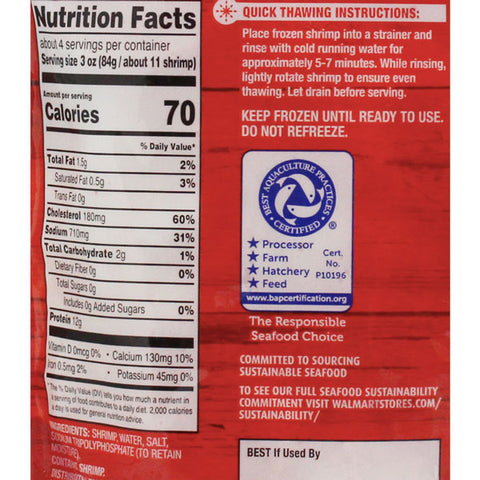 Nutrition Facts
about 4 servings per container
Serving size 3 oz (84g / about 11 shrimp)
Amount per serving
Calories 70
% Daily Value*
Total Fat 1.5g 2%
Saturated Fat 0.5g 3%
Trans Fat 0g
Cholesterol 180mg 60%
Sodium 710mg 31%
Total Carbohydrate 2g 1%
Dietary Fiber 0g 0%
Total Sugars 0g
Includes 0g Added Sugars 0%
Protein 12g
Vitamin D 0mcg 0% • Calcium 130mg 10%
Iron 0.5mg 2% • Potassium 45mg 0%
* The % Daily Value (DV) tells you how much a nutrient in
a serving of food contributes to a daily diet. 2,000 calories
a day is used for general nutrition advice.
INGREDIENTS: SHRIMP, WATER, SALT,
SODIUM TRIPOLYPHOSPHATE (TO RETAIN
MOISTURE).
CONTAINS SHRIMP.
QUICK THAWING INSTRUCTIONS:
Place frozen shrimp into a strainer and
rinse with cold running water for
approximately 5-7 minutes. While rinsing,
lightly rotate shrimp to ensure even
thawing. Let drain before serving.
KEEP FROZEN UNTIL READY TO USE.
DO NOT REFREEZE.
BEST AQUACULTURE PRACTICES
• CERTIFIED •
®
Processor
Farm
Hatchery
Feed
Cert.
No.
P10196
www.bapcertification.org
The Responsible
Seafood Choice
COMMITTED TO SOURCING
SUSTAINABLE SEAFOOD
TO SEE OUR FULL SEAFOOD SUSTAINABILITY
COMMITMENT VISIT WALMARTSTORES.COM/
SUSTAINABILITY/
BEST If Used By